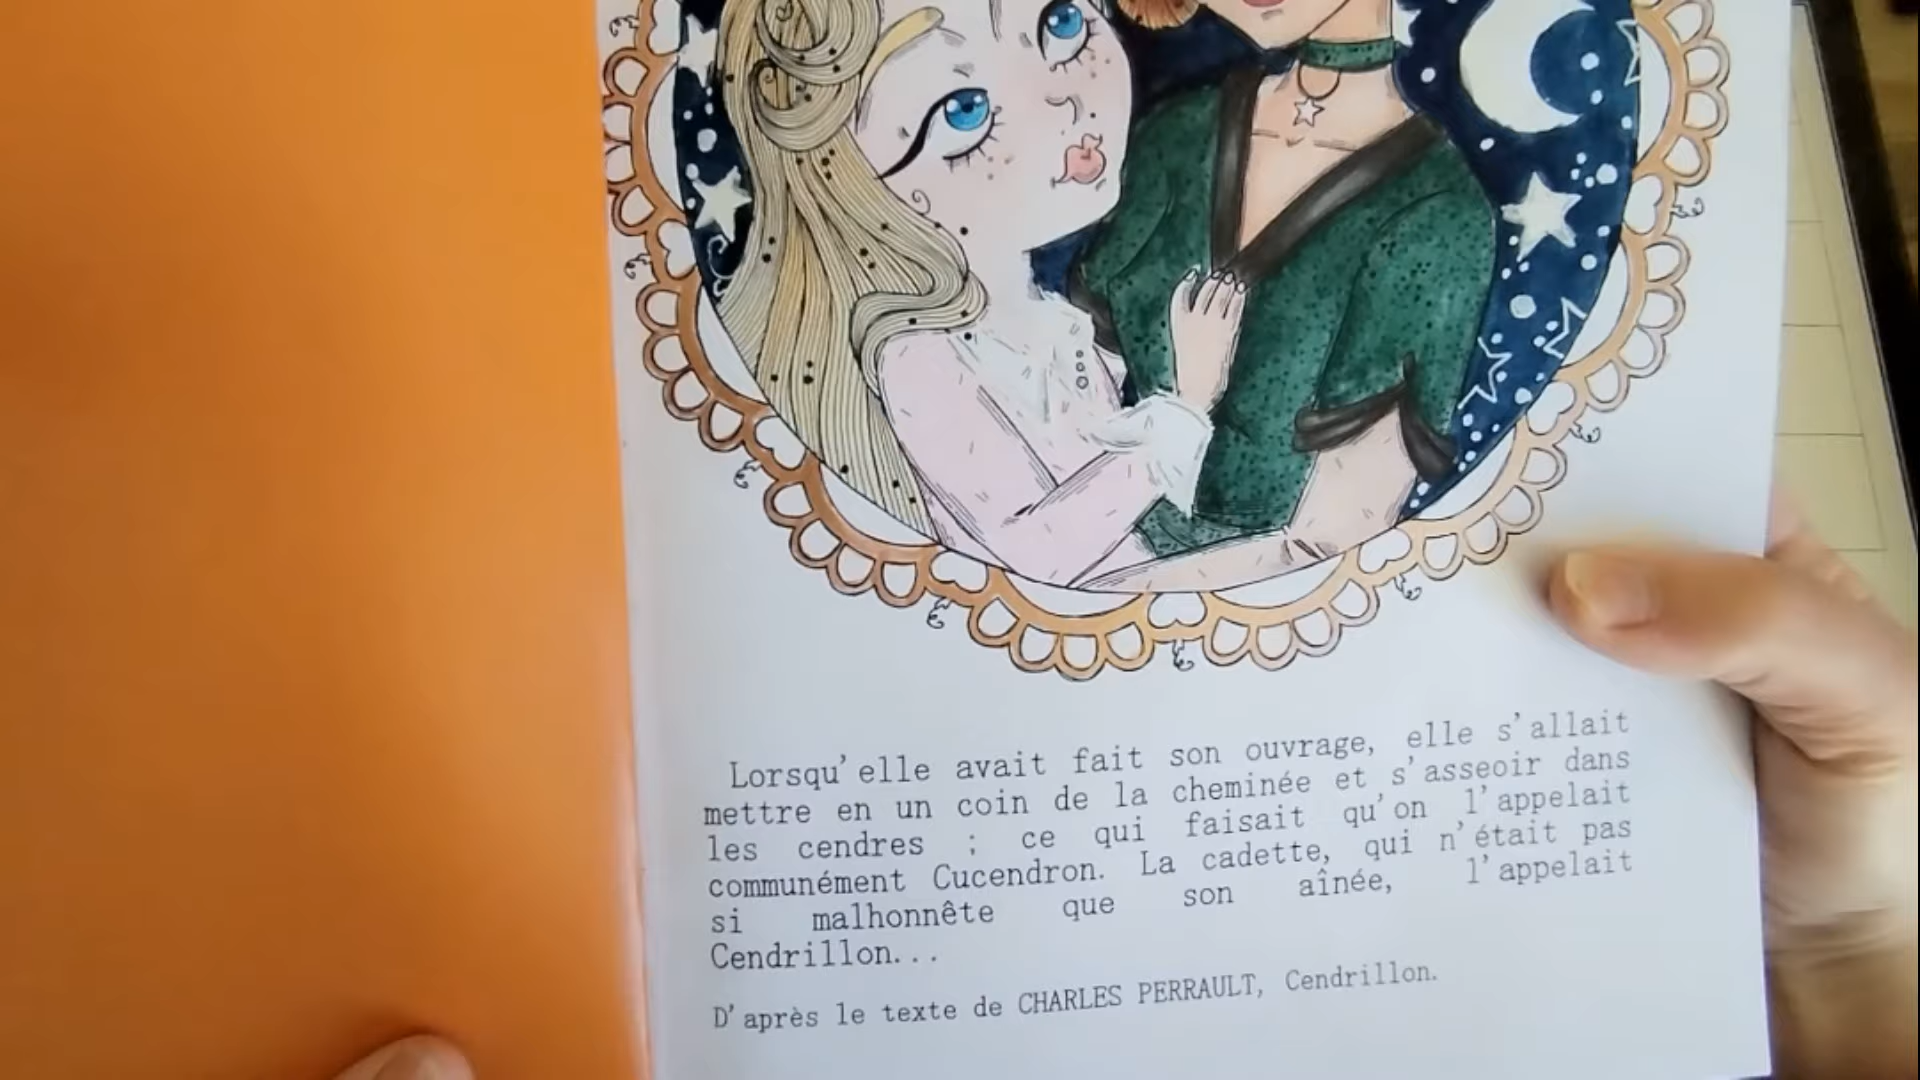 Lorsqu'elle avait fait son ouvrage, elle s'allait
mettre en un coin de la cheminée et s'asseoir dans
les cendres ; ce qui faisait qu'on l'appelait
communément Cucendron. La cadette, qui n'était pas
si malhonnête que son aînée, l'appelait
Cendrillon...
D'après le texte de CHARLES PERRAULT, Cendrillon.